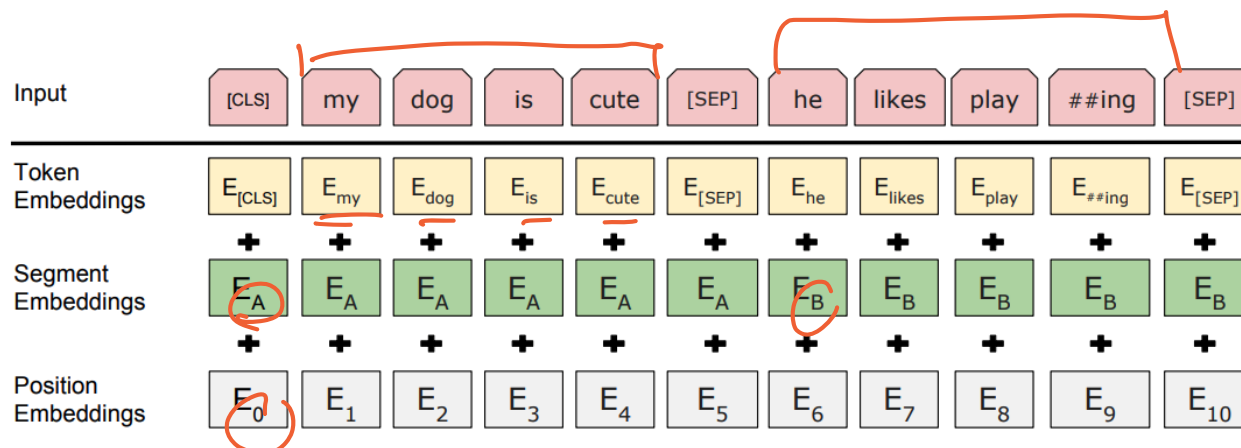 Input [CLS] my dog is cute [SEP] he likes play ##ing [SEP]
Token Embeddings E[CLS] Emy Edog Eis Ecute E[SEP] Ehe Elikes Eplay E##ing E[SEP]
+ + + + + + + + + + +
Segment Embeddings EA EA EA EA EA EA EB EB EB EB EB
+ + + + + + + + + + +
Position Embeddings E0 E1 E2 E3 E4 E5 E6 E7 E8 E9 E10